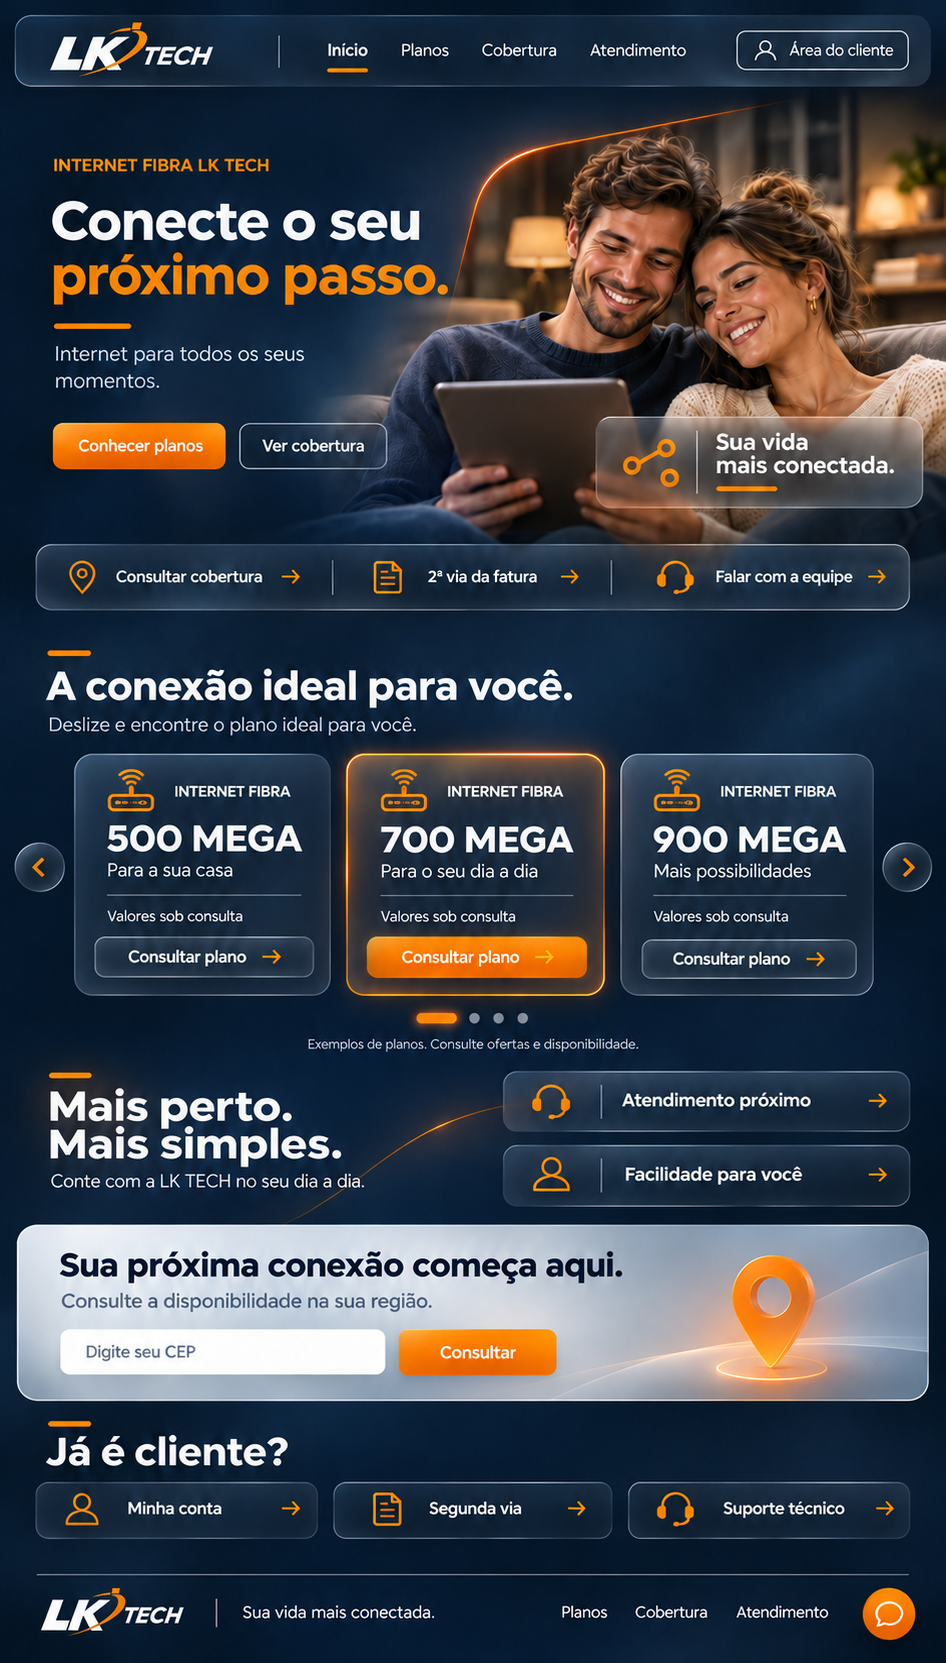 LK TECH
Início
Planos
Cobertura
Atendimento
Área do cliente
INTERNET FIBRA LK TECH
Conecte o seu
próximo passo.
Internet para todos os seus
momentos.
Conhecer planos
Ver cobertura
Sua vida
mais conectada.
Consultar cobertura
2ª via da fatura
Falar com a equipe
A conexão ideal para você.
Deslize e encontre o plano ideal para você.
INTERNET FIBRA
500 MEGA
Para a sua casa
Valores sob consulta
Consultar plano
INTERNET FIBRA
700 MEGA
Para o seu dia a dia
Valores sob consulta
Consultar plano
INTERNET FIBRA
900 MEGA
Mais possibilidades
Valores sob consulta
Consultar plano
Exemplos de planos. Consulte ofertas e disponibilidade.
Mais perto.
Mais simples.
Conte com a LK TECH no seu dia a dia.
Atendimento próximo
Facilidade para você
Sua próxima conexão começa aqui.
Consulte a disponibilidade na sua região.
Digite seu CEP
Consultar
Já é cliente?
Minha conta
Segunda via
Suporte técnico
LK TECH
Sua vida mais conectada.
Planos
Cobertura
Atendimento